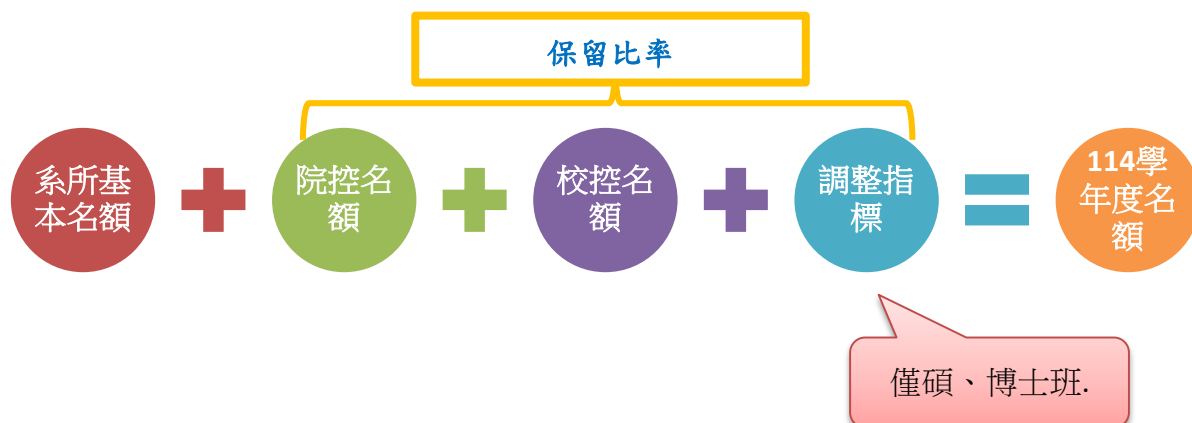 保留比率
系所基
本名額
院控名
額
校控名
額
調整指
標
114學
年度名
額
僅碩、博士班.